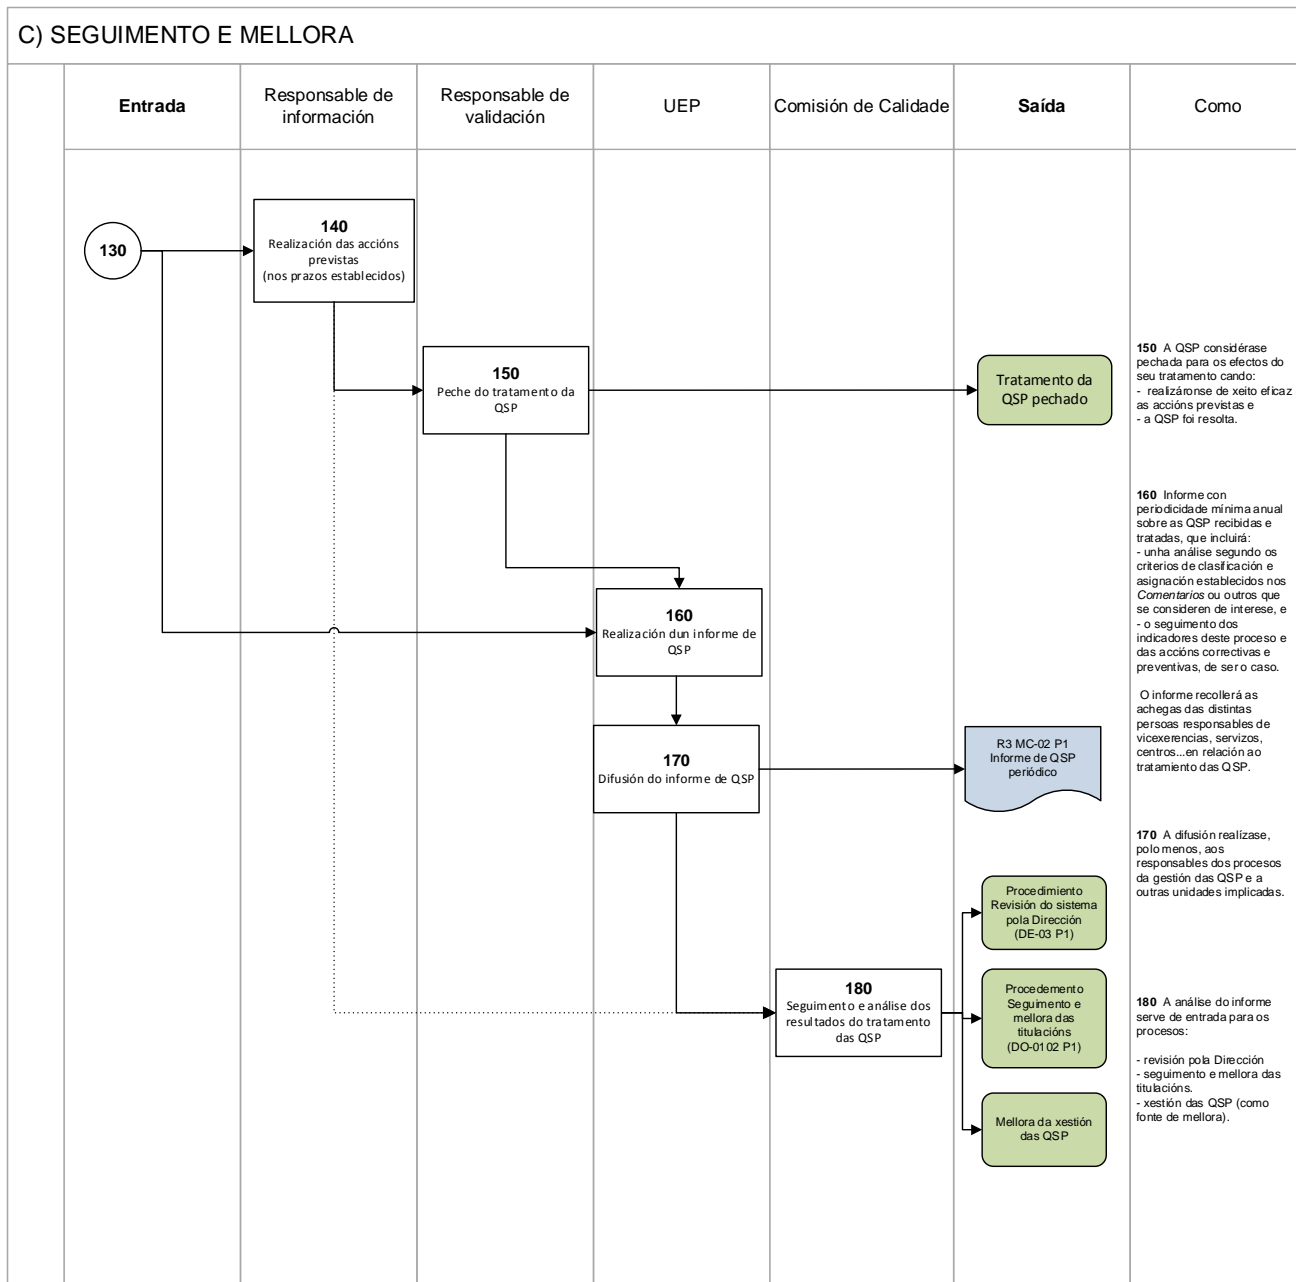 C) SEGUIMENTO E MELLORA
Entrada
Responsable de
información
Responsable de
validación
UEP
Comisión de Calidade
Saída
Como
130
140
Realización das accións
previstas
(nos prazos establecidos)
150
Peche do tratamento da
QSP
Tratamento da
QSP pechado
150 A QSP considérase
pechada para os efectos do
seu tratamento cando:
- realizáronse de xeito eficaz
as accións previstas e
- a QSP foi resolta.
160 Informe con
periodicidade mínima anual
sobre as QSP recibidas e
tratadas, que incluirá:
- unha análise segundo os
criterios de clasificación e
asignación establecidos nos
Comentarios ou outros que
se consideren de interese, e
- o seguimento dos
indicadores deste proceso e
das accións correctivas e
preventivas, de ser o caso.
O informe recollerá as
achegas das distintas
persoas responsables de
vicexerencias, servizos,
centros...en relación ao
tratamiento das QSP.
160
Realización dun informe de
QSP
170
Difusión do informe de QSP
R3 MC-02 P1
Informe de QSP
periódico
170 A difusión realízase,
polo menos, aos
responsables dos procesos
da gestión das QSP e a
outras unidades implicadas.
Procedimiento
Revisión do sistema
pola Dirección
(DE-03 P1)
180
Seguimento e análise dos
resultados do tratamento
das QSP
Procedemento
Seguimento e
mellora das
titulacións
(DO-0102 P1)
Mellora da xestión
das QSP
180 A análise do informe
serve de entrada para os
procesos:
- revisión pola Dirección
- seguimento e mellora das
titulacións.
- xestión das QSP (como
fonte de mellora).